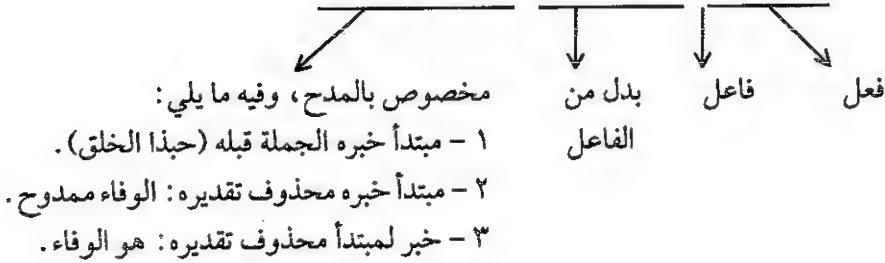 فعل فاعل بدل من مخصوص بالمدح، وفيه ما يلي:
الفاعل ١ – مبتدأ خبره الجملة قبله (حبذا الخلق).
٢ – مبتدأ خبره محذوف تقديره: الوفاء ممدوح.
٣ – خبر لمبتدأ محذوف تقديره: هو الوفاء.